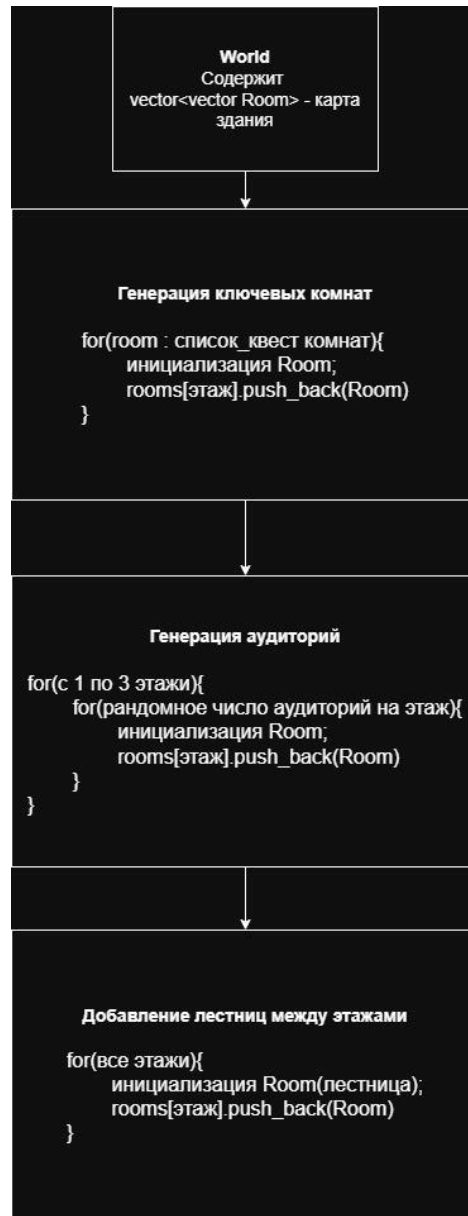 World
Содержит
vector<vector Room> - карта
здания
Генерация ключевых комнат
for(room : список_квест комнат){
инициализация Room;
rooms[этаж].push_back(Room)
}
Генерация аудиторий
for(с 1 по 3 этажи){
for(рандомное число аудиторий на этаж){
инициализация Room;
rooms[этаж].push_back(Room)
}
}
Добавление лестниц между этажами
for(все этажи){
инициализация Room(лестница);
rooms[этаж].push_back(Room)
}